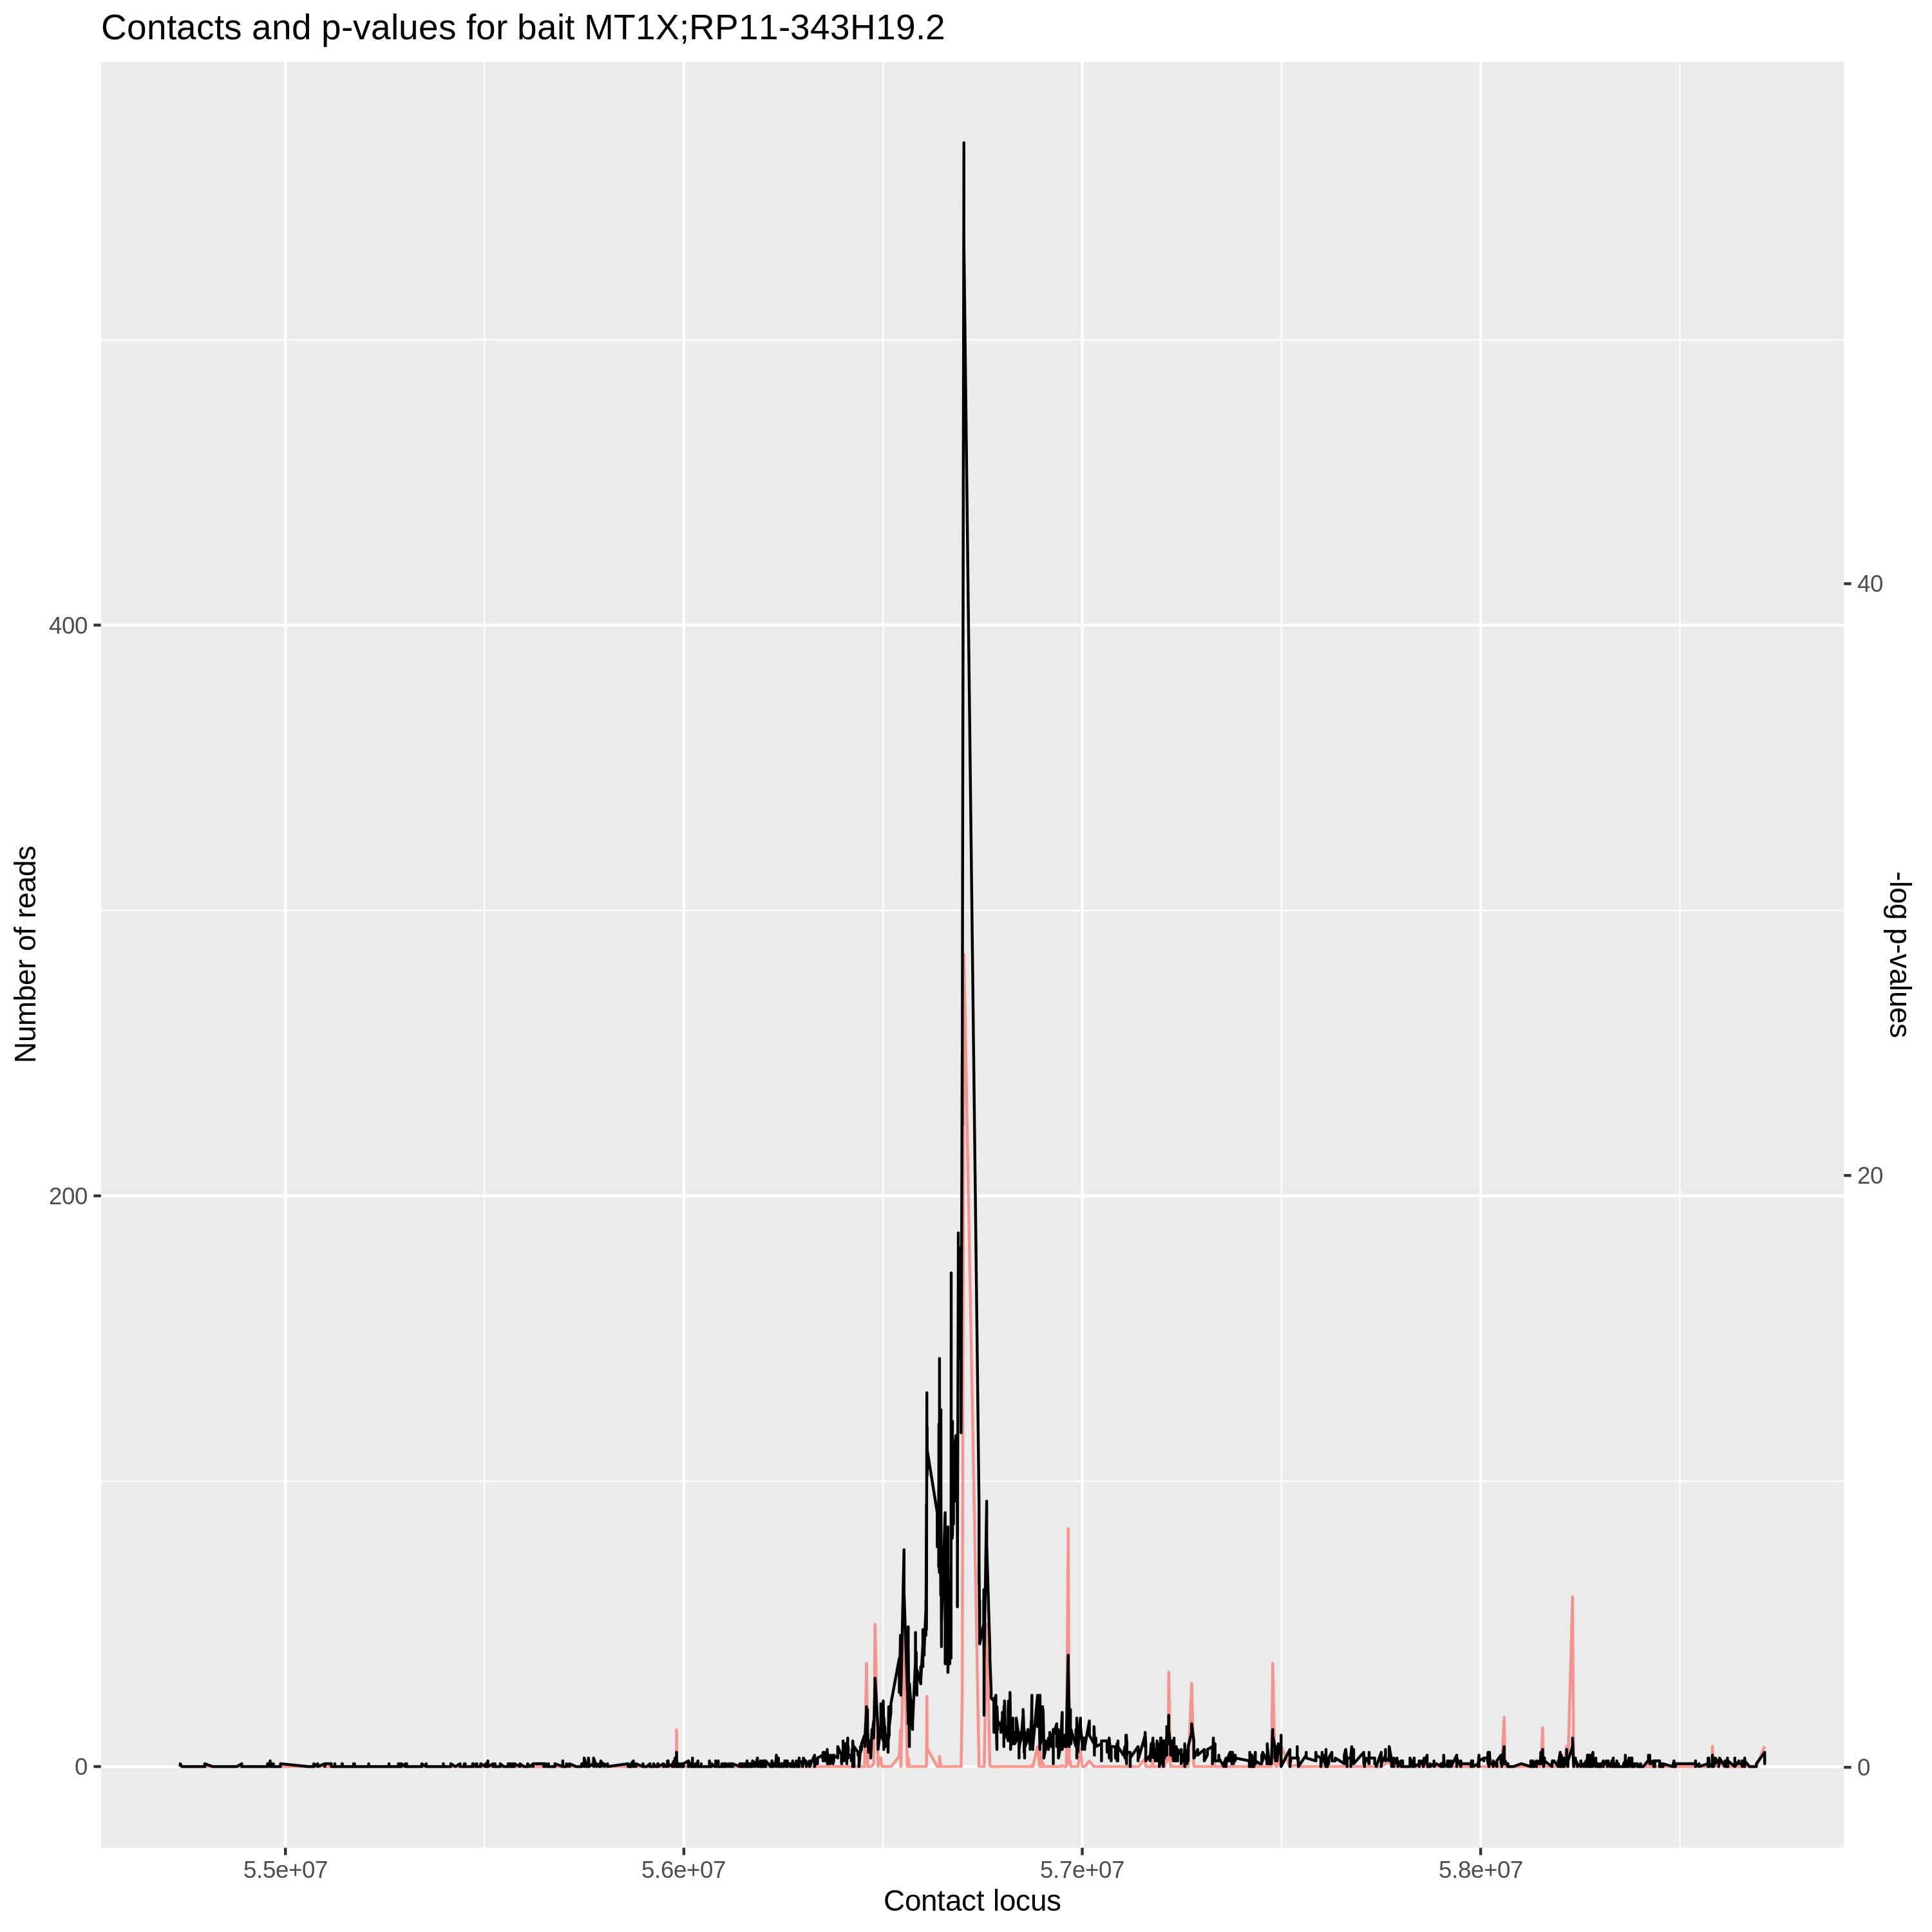 Contacts and p-values for bait MT1X;RP11-343H19.2
Number of reads
400
200
0
40
20
0
-log p-values
5.5e+07
5.6e+07
5.7e+07
5.8e+07
Contact locus